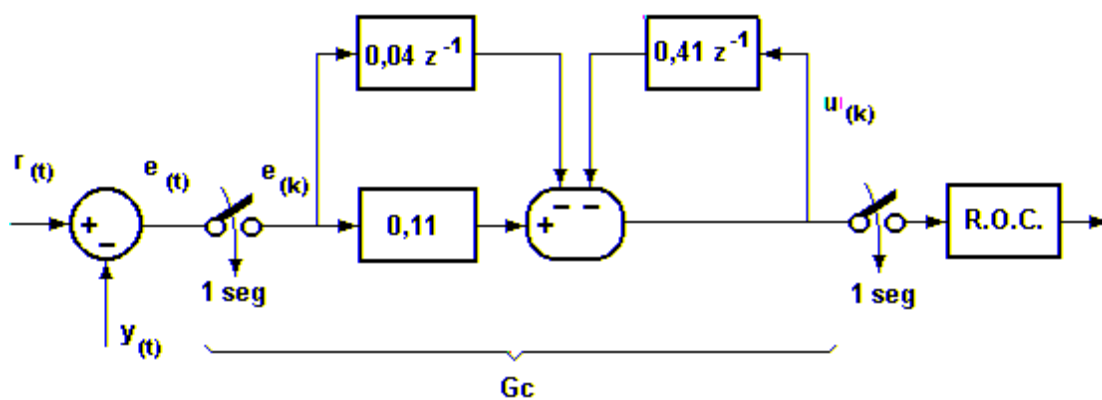 0,04 z -1
0,41 z -1
u (k)
r (t)
e (t)
e (k)
+
-
0,11
+
- -
R.O.C.
1 seg
1 seg
y (t)
Gc